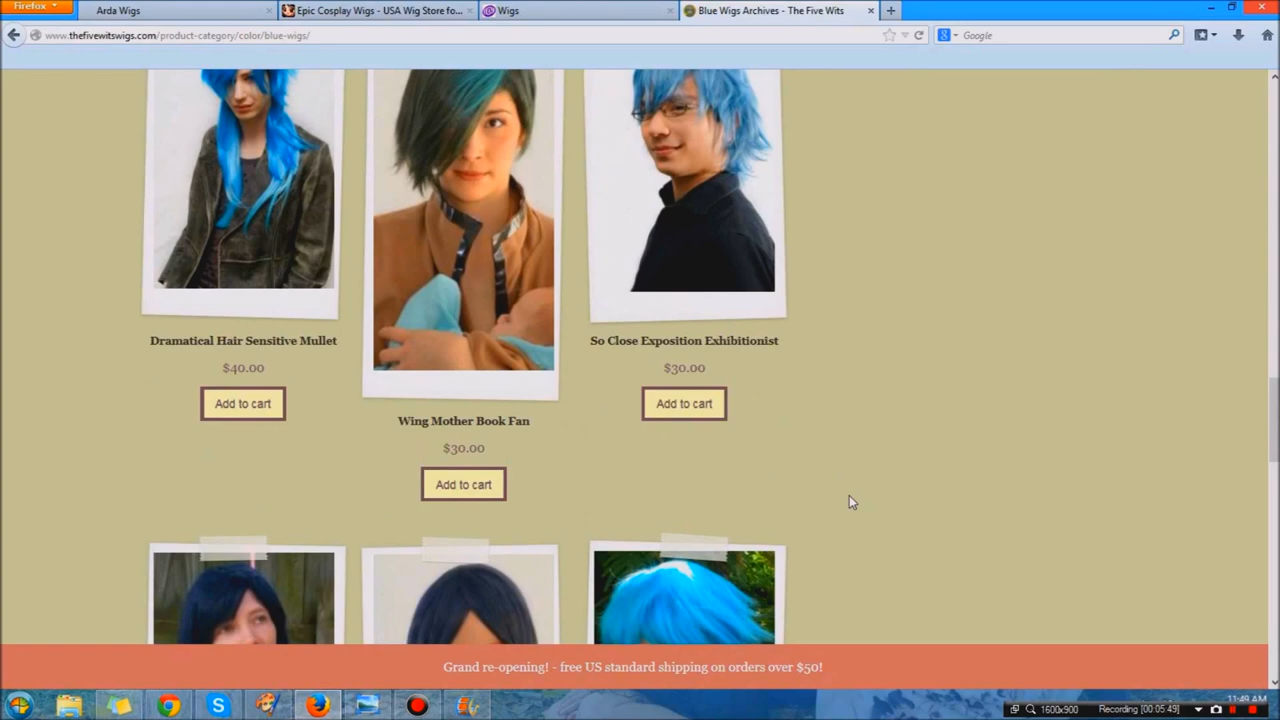 Firefox
Arda Wigs
Epic Cosplay Wigs - USA Wig Store fo...
Wigs
Blue Wigs Archives - The Five Wits
www.thefivewitswigs.com/product-category/color/blue-wigs/
Google
Dramatical Hair Sensitive Mullet
$40.00
Add to cart
So Close Exposition Exhibitionist
$30.00
Add to cart
Wing Mother Book Fan
$30.00
Add to cart
Grand re-opening! - free US standard shipping on orders over $50!
11:49 AM
1600x900
Recording [00:05:49]